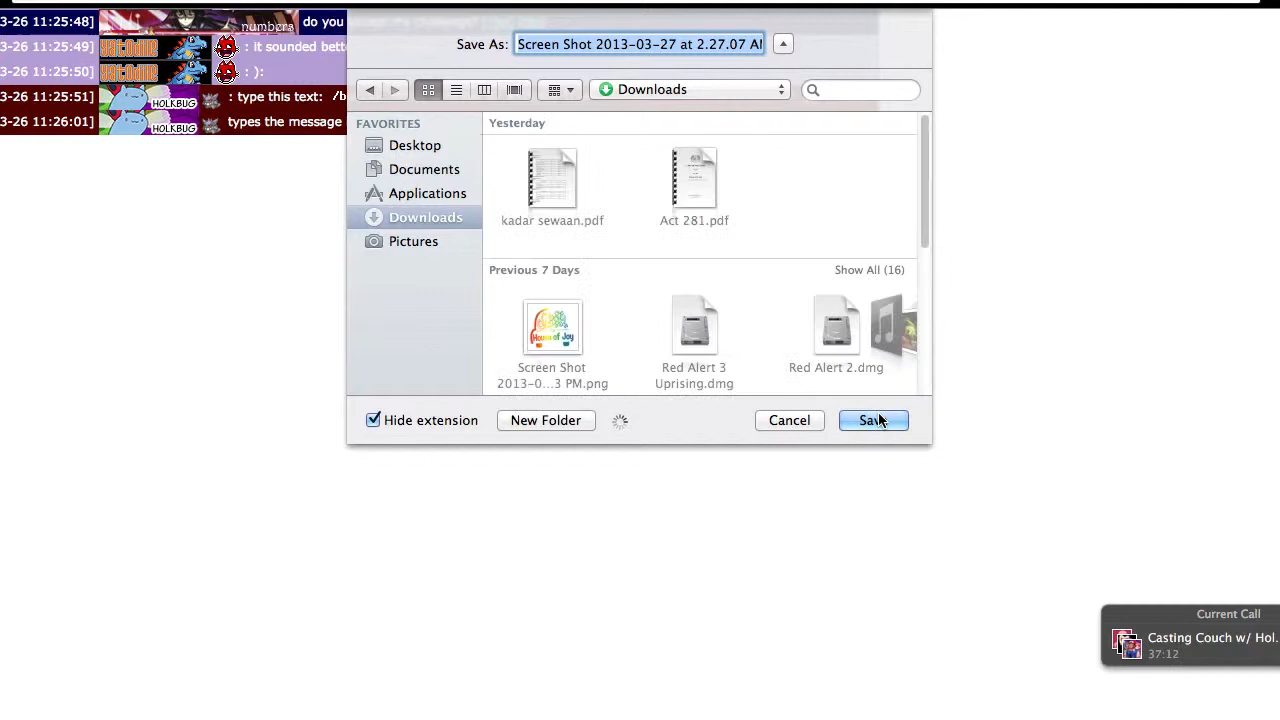 3-26 11:25:48] numbers do you
3-26 11:25:49] : it sounded bett
3-26 11:25:50] : ):
3-26 11:25:51] HOLKBUG : type this text: /b
3-26 11:26:01] HOLKBUG types the message
Save As: Screen Shot 2013-03-27 at 2.27.07 AM
Downloads
FAVORITES
Desktop
Documents
Applications
Downloads
Pictures
Yesterday
kadar sewaan.pdf
Act 281.pdf
Previous 7 Days
Show All (16)
House of Joy
Screen Shot
2013-0...3 PM.png
Red Alert 3
Uprising.dmg
Red Alert 2.dmg
Hide extension
New Folder
Cancel
Save
Current Call
Casting Couch w/ Hol.
37:12